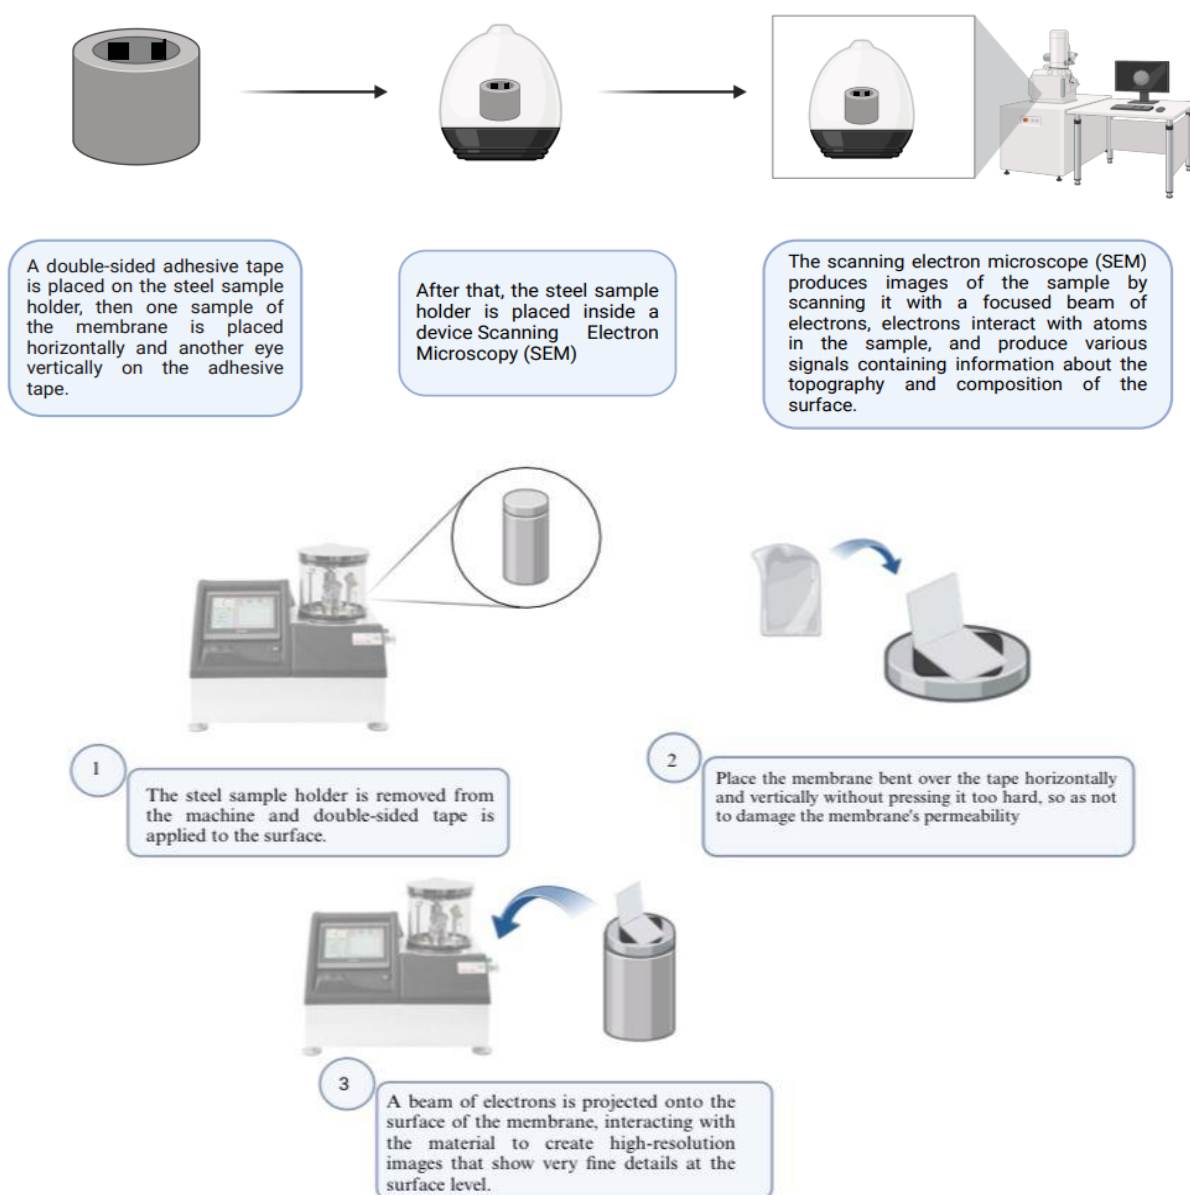 A double-sided adhesive tape
is placed on the steel sample
holder, then one sample of
the membrane is placed
horizontally and another eye
vertically on the adhesive
tape.
After that, the steel sample
holder is placed inside a
device Scanning Electron
Microscopy (SEM)
The scanning electron microscope (SEM)
produces images of the sample by
scanning it with a focused beam of
electrons, electrons interact with atoms
in the sample, and produce various
signals containing information about the
topography and composition of the
surface.
1
The steel sample holder is removed from
the machine and double-sided tape is
applied to the surface.
2
Place the membrane bent over the tape horizontally
and vertically without pressing it too hard, so as not
to damage the membrane's permeability
3
A beam of electrons is projected onto the
surface of the membrane, interacting with
the material to create high-resolution
images that show very fine details at the
surface level.